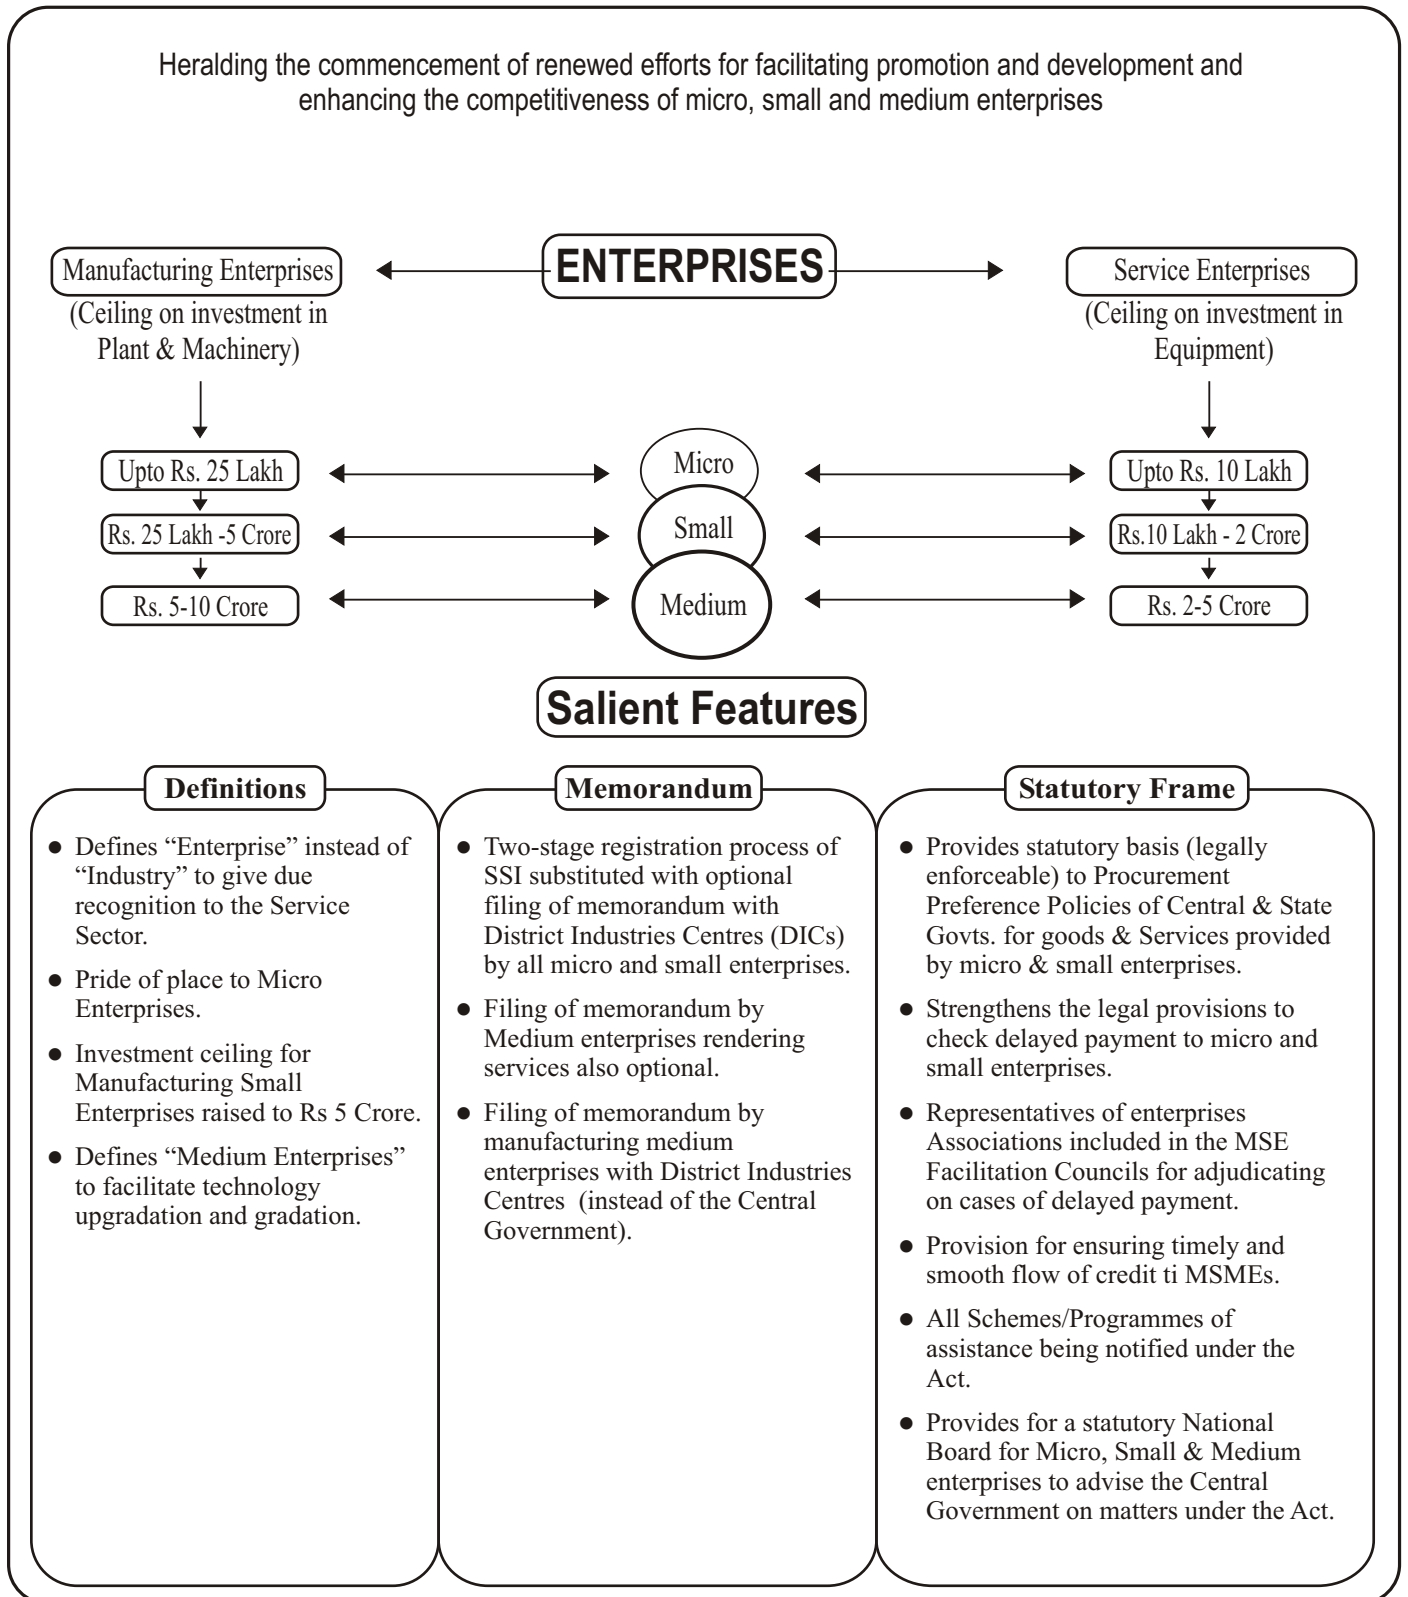 Heralding the commencement of renewed efforts for facilitating promotion and development and
enhancing the competitiveness of micro, small and medium enterprises
ENTERPRISES
Manufacturing Enterprises
(Ceiling on investment in
Plant & Machinery)
Service Enterprises
(Ceiling on investment in
Equipment)
Upto Rs. 25 Lakh
Micro
Upto Rs. 10 Lakh
Rs. 25 Lakh -5 Crore
Small
Rs.10 Lakh - 2 Crore
Rs. 5-10 Crore
Medium
Rs. 2-5 Crore
Salient Features
Definitions
● Defines “Enterprise” instead of
“Industry” to give due
recognition to the Service
Sector.
● Pride of place to Micro
Enterprises.
● Investment ceiling for
Manufacturing Small
Enterprises raised to Rs 5 Crore.
● Defines “Medium Enterprises”
to facilitate technology
upgradation and gradation.
Memorandum
● Two-stage registration process of
SSI substituted with optional
filing of memorandum with
District Industries Centres (DICs)
by all micro and small enterprises.
● Filing of memorandum by
Medium enterprises rendering
services also optional.
● Filing of memorandum by
manufacturing medium
enterprises with District Industries
Centres (instead of the Central
Government).
Statutory Frame
● Provides statutory basis (legally
enforceable) to Procurement
Preference Policies of Central & State
Govts. for goods & Services provided
by micro & small enterprises.
● Strengthens the legal provisions to
check delayed payment to micro and
small enterprises.
● Representatives of enterprises
Associations included in the MSE
Facilitation Councils for adjudicating
on cases of delayed payment.
● Provision for ensuring timely and
smooth flow of credit ti MSMEs.
● All Schemes/Programmes of
assistance being notified under the
Act.
● Provides for a statutory National
Board for Micro, Small & Medium
enterprises to advise the Central
Government on matters under the Act.